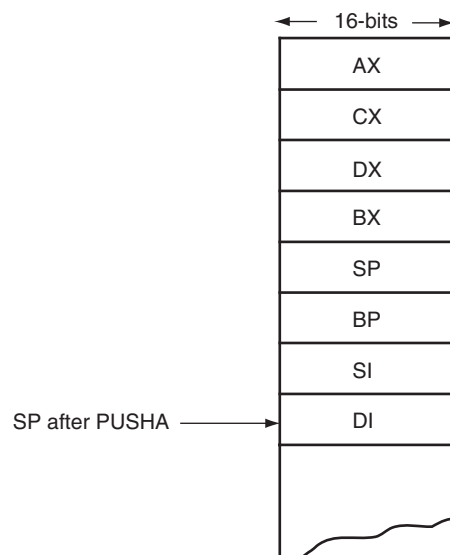 16-bits
AX
CX
DX
BX
SP
BP
SI
SP after PUSHA
DI